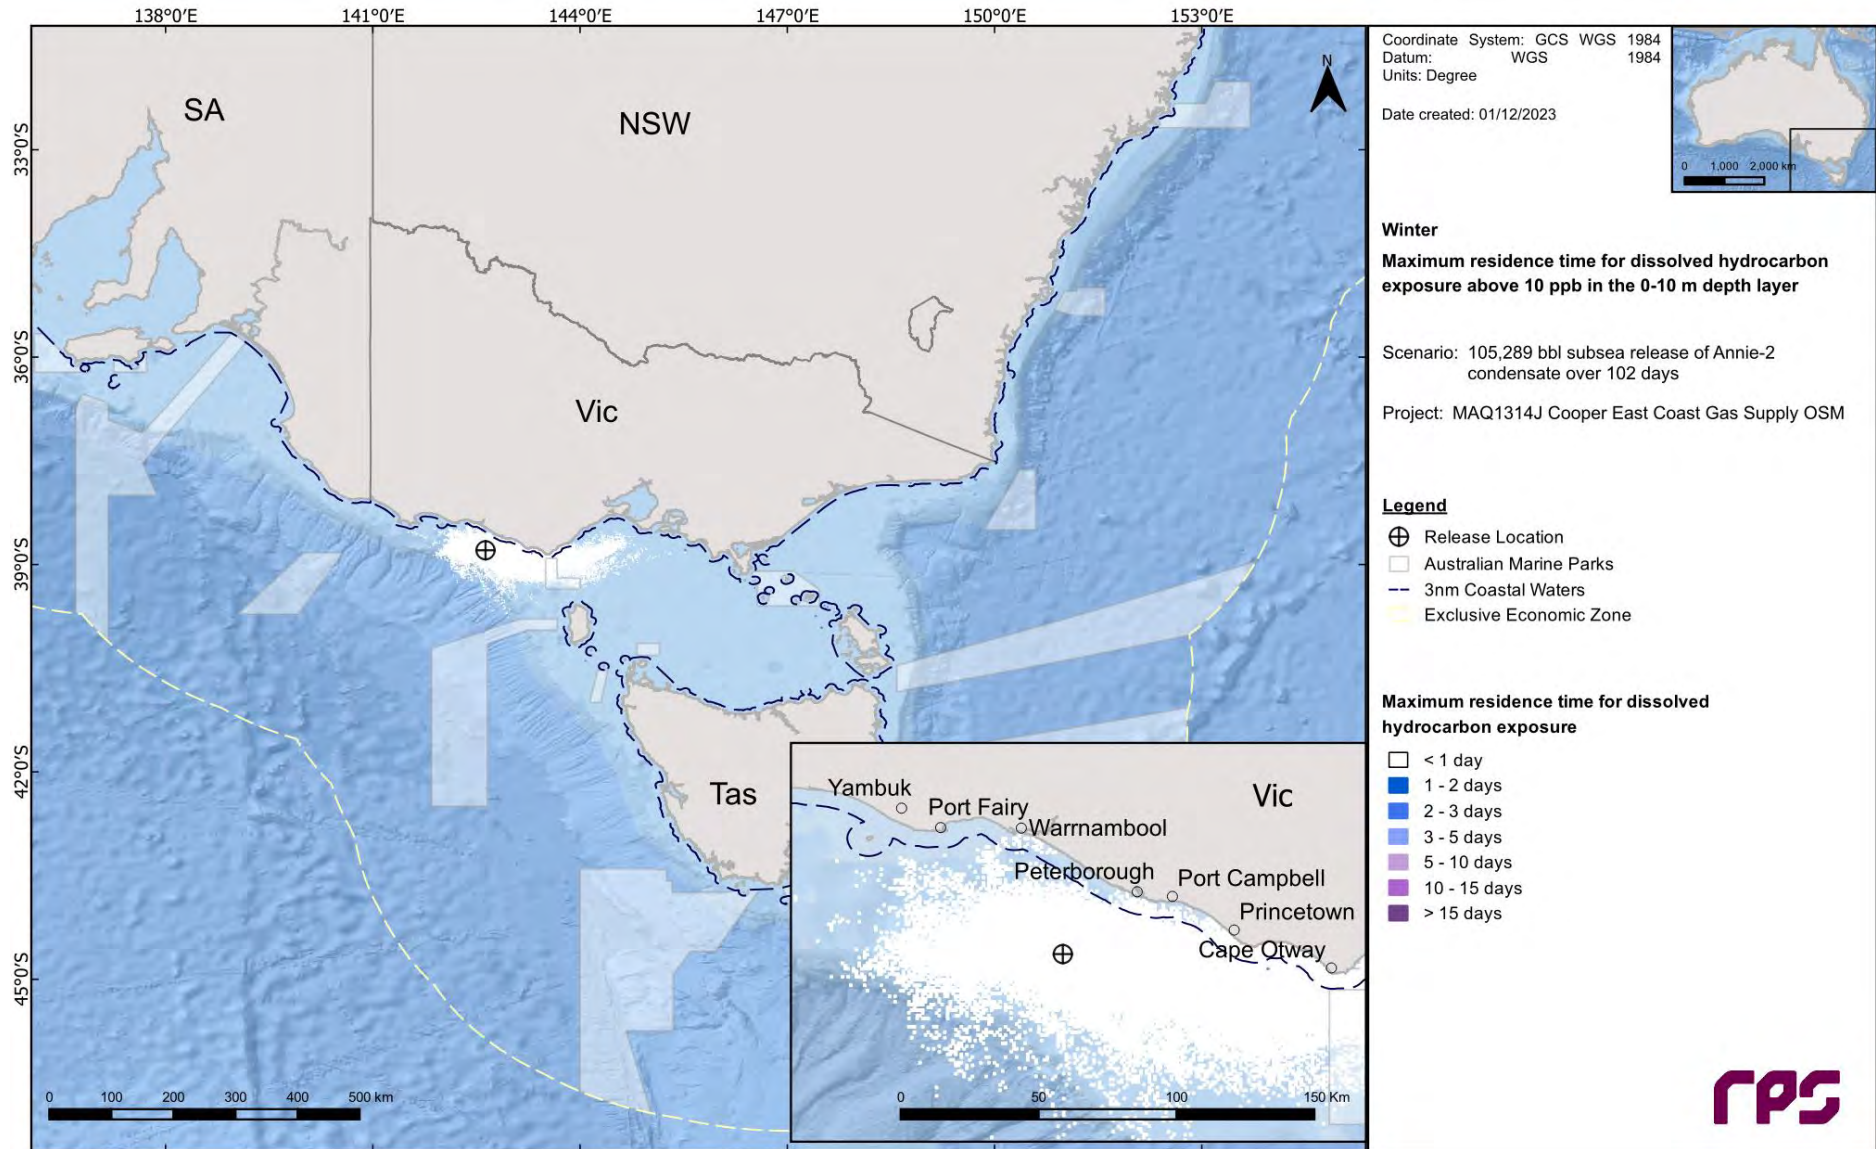 138°0'E 141°0'E 144°0'E 147°0'E 150°0'E 153°0'E
33°0'S
36°0'S
39°0'S
42°0'S
45°0'S
SA
NSW
Vic
Tas
0 100 200 300 400 500 km
Yambuk
Port Fairy
Warrnambool
Peterborough
Port Campbell
Princetown
Cape Otway
Vic
0 50 100 150 Km
N
Coordinate System: GCS WGS 1984
Datum: WGS 1984
Units: Degree
Date created: 01/12/2023
0 1,000 2,000 km
Winter
Maximum residence time for dissolved hydrocarbon
exposure above 10 ppb in the 0-10 m depth layer
Scenario: 105,289 bbl subsea release of Annie-2
condensate over 102 days
Project: MAQ1314J Cooper East Coast Gas Supply OSM
Legend
Release Location
Australian Marine Parks
3nm Coastal Waters
Exclusive Economic Zone
Maximum residence time for dissolved
hydrocarbon exposure
< 1 day
1 - 2 days
2 - 3 days
3 - 5 days
5 - 10 days
10 - 15 days
> 15 days
rps